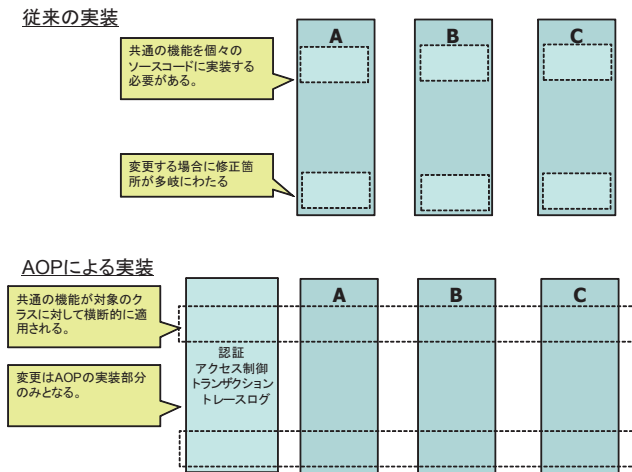 従来の実装
共通の機能を個々の
ソースコードに実装する
必要がある。
A
B
C
変更する場合に修正箇
所が多岐にわたる
AOPによる実装
共通の機能が対象のク
ラスに対して横断的に適
用される。
A
B
C
認証
アクセス制御
トランザクション
トレースログ
変更はAOPの実装部分
のみとなる。